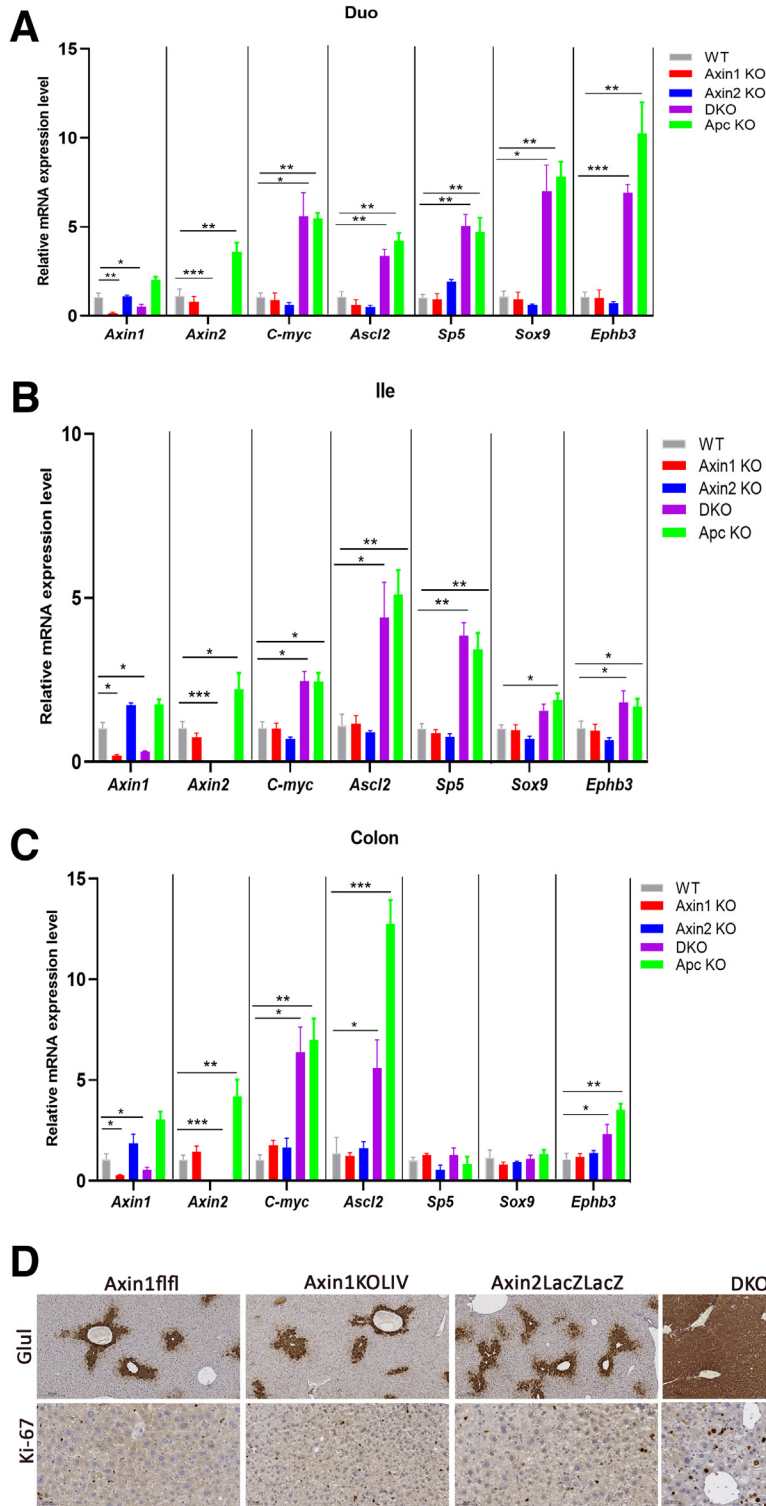 A
Duo
Relative mRNA expression level
15
10
5
0
** * *** ** ** * ** ** ** ** ** * ** ***
Axin1 Axin2 C-myc Ascl2 Sp5 Sox9 Ephb3
WT
Axin1 KO
Axin2 KO
DKO
Apc KO
B
Ile
Relative mRNA expression level
10
5
0
* * *** * * * ** * ** ** * * *
Axin1 Axin2 C-myc Ascl2 Sp5 Sox9 Ephb3
WT
Axin1 KO
Axin2 KO
DKO
Apc KO
C
Colon
Relative mRNA expression level
15
10
5
0
* * *** ** ** * *** * ** *
Axin1 Axin2 C-myc Ascl2 Sp5 Sox9 Ephb3
WT
Axin1 KO
Axin2 KO
DKO
Apc KO
D
Axin1flfl Axin1KOLIV Axin2LacZLacZ DKO
Glul
Ki-67